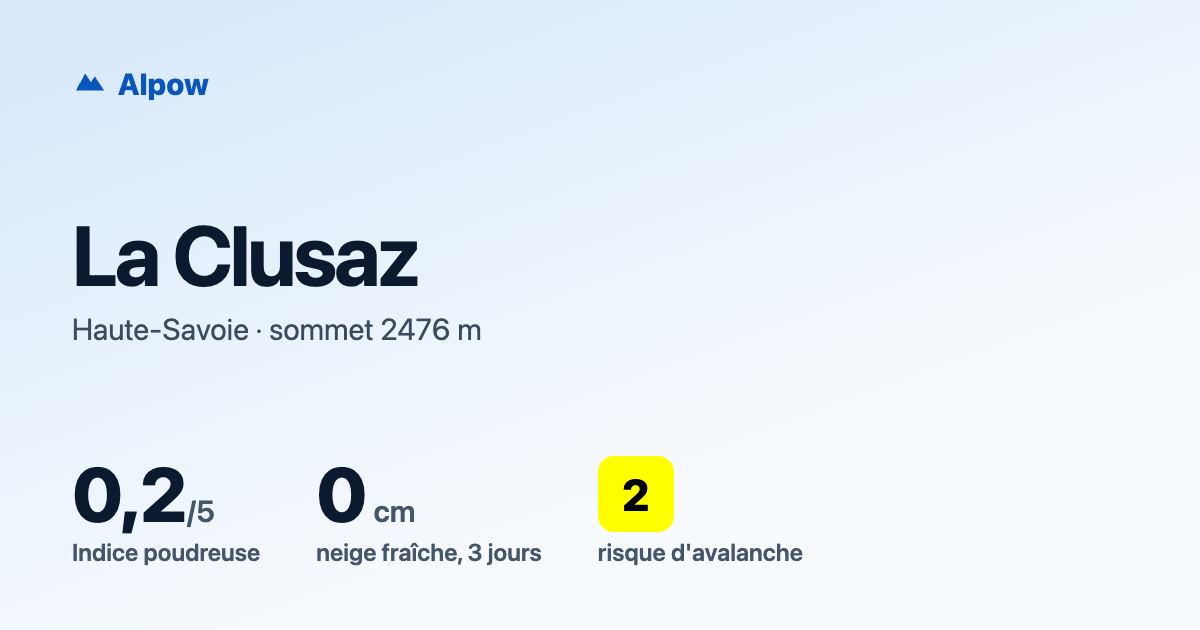 Alpow
La Clusaz
Haute-Savoie · sommet 2476 m
0,2/5
Indice poudreuse
0 cm
neige fraîche, 3 jours
2
risque d'avalanche